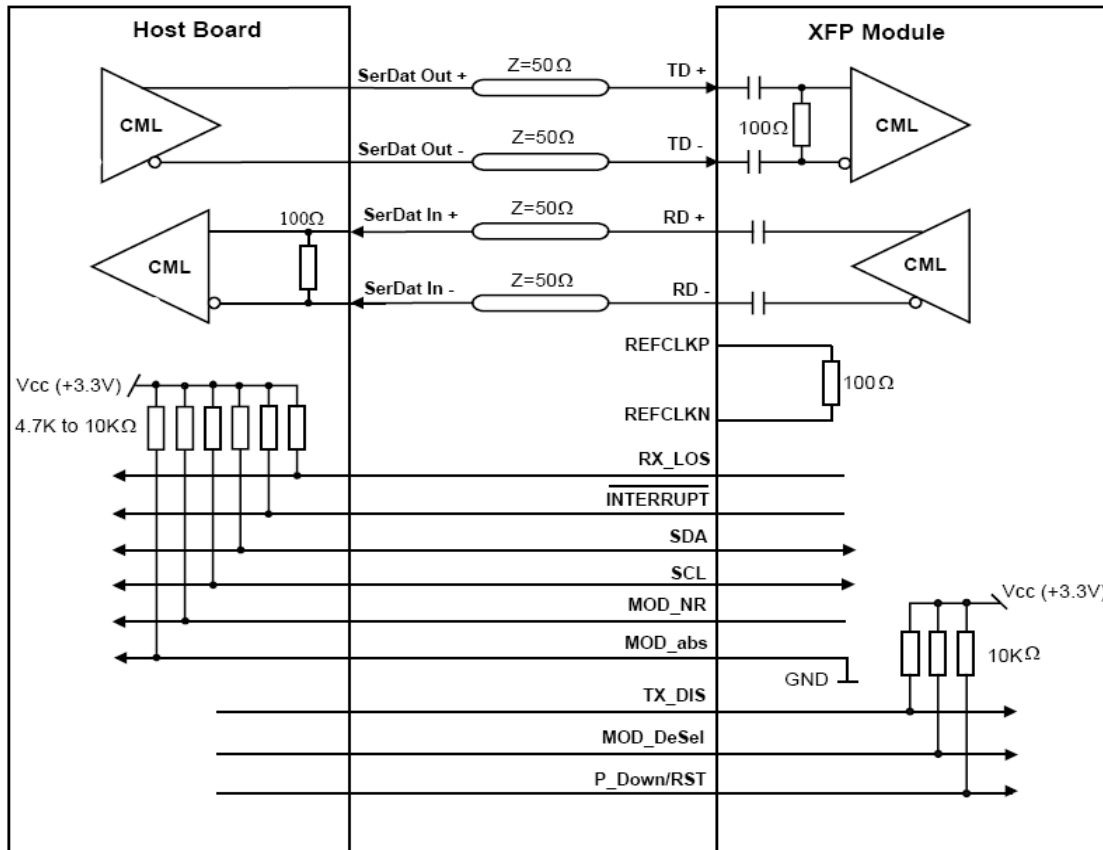 Host Board
XFP Module
SerDat Out +
Z=50Ω
TD +
CML
100Ω
CML
SerDat Out -
Z=50Ω
TD -
100Ω
SerDat In +
Z=50Ω
RD +
CML
CML
SerDat In -
Z=50Ω
RD -
REFCLKP
100Ω
REFCLKN
Vcc (+3.3V)
4.7K to 10KΩ
RX_LOS
INTERRUPT
SDA
SCL
MOD_NR
Vcc (+3.3V)
MOD_abs
10KΩ
GND
TX_DIS
MOD_DeSel
P_Down/RST